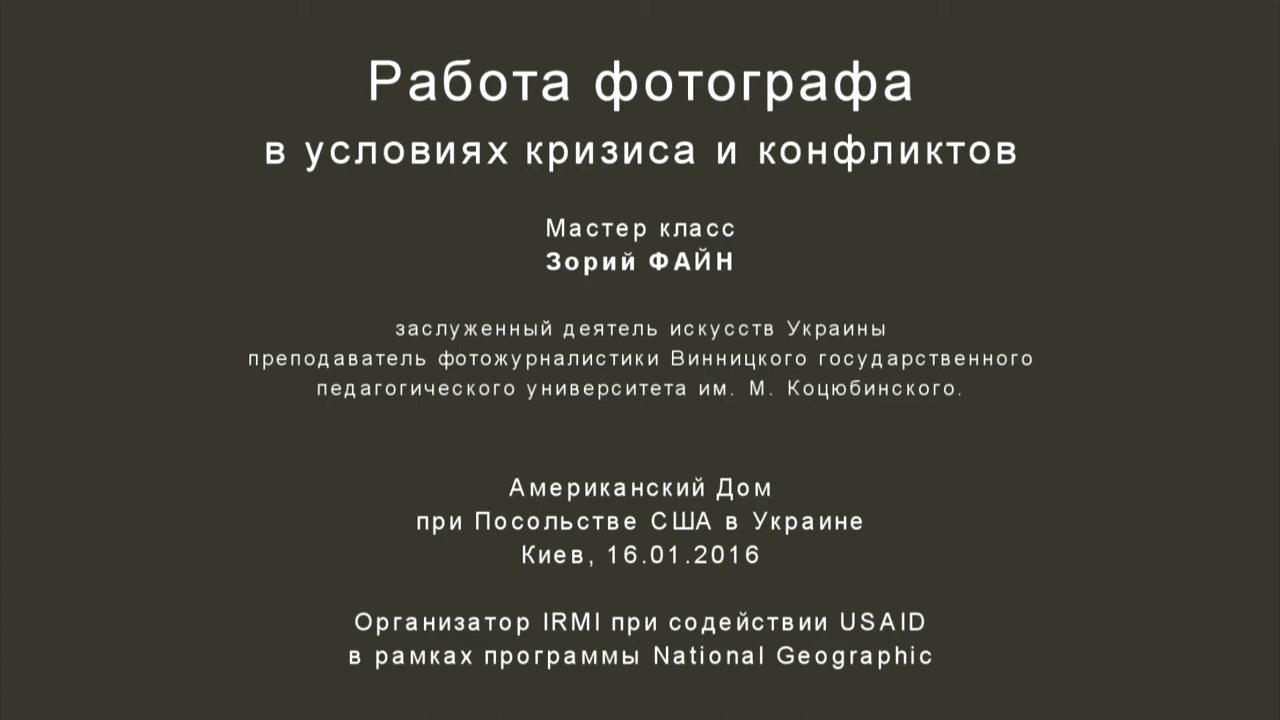 Работа фотографа
в условиях кризиса и конфликтов
Мастер класс
Зорий ФАЙН
заслуженный деятель искусств Украины
преподаватель фотожурналистики Винницкого государственного
педагогического университета им. М. Коцюбинского.
Американский Дом
при Посольстве США в Украине
Киев, 16.01.2016
Организатор IRMI при содействии USAID
в рамках программы National Geographic